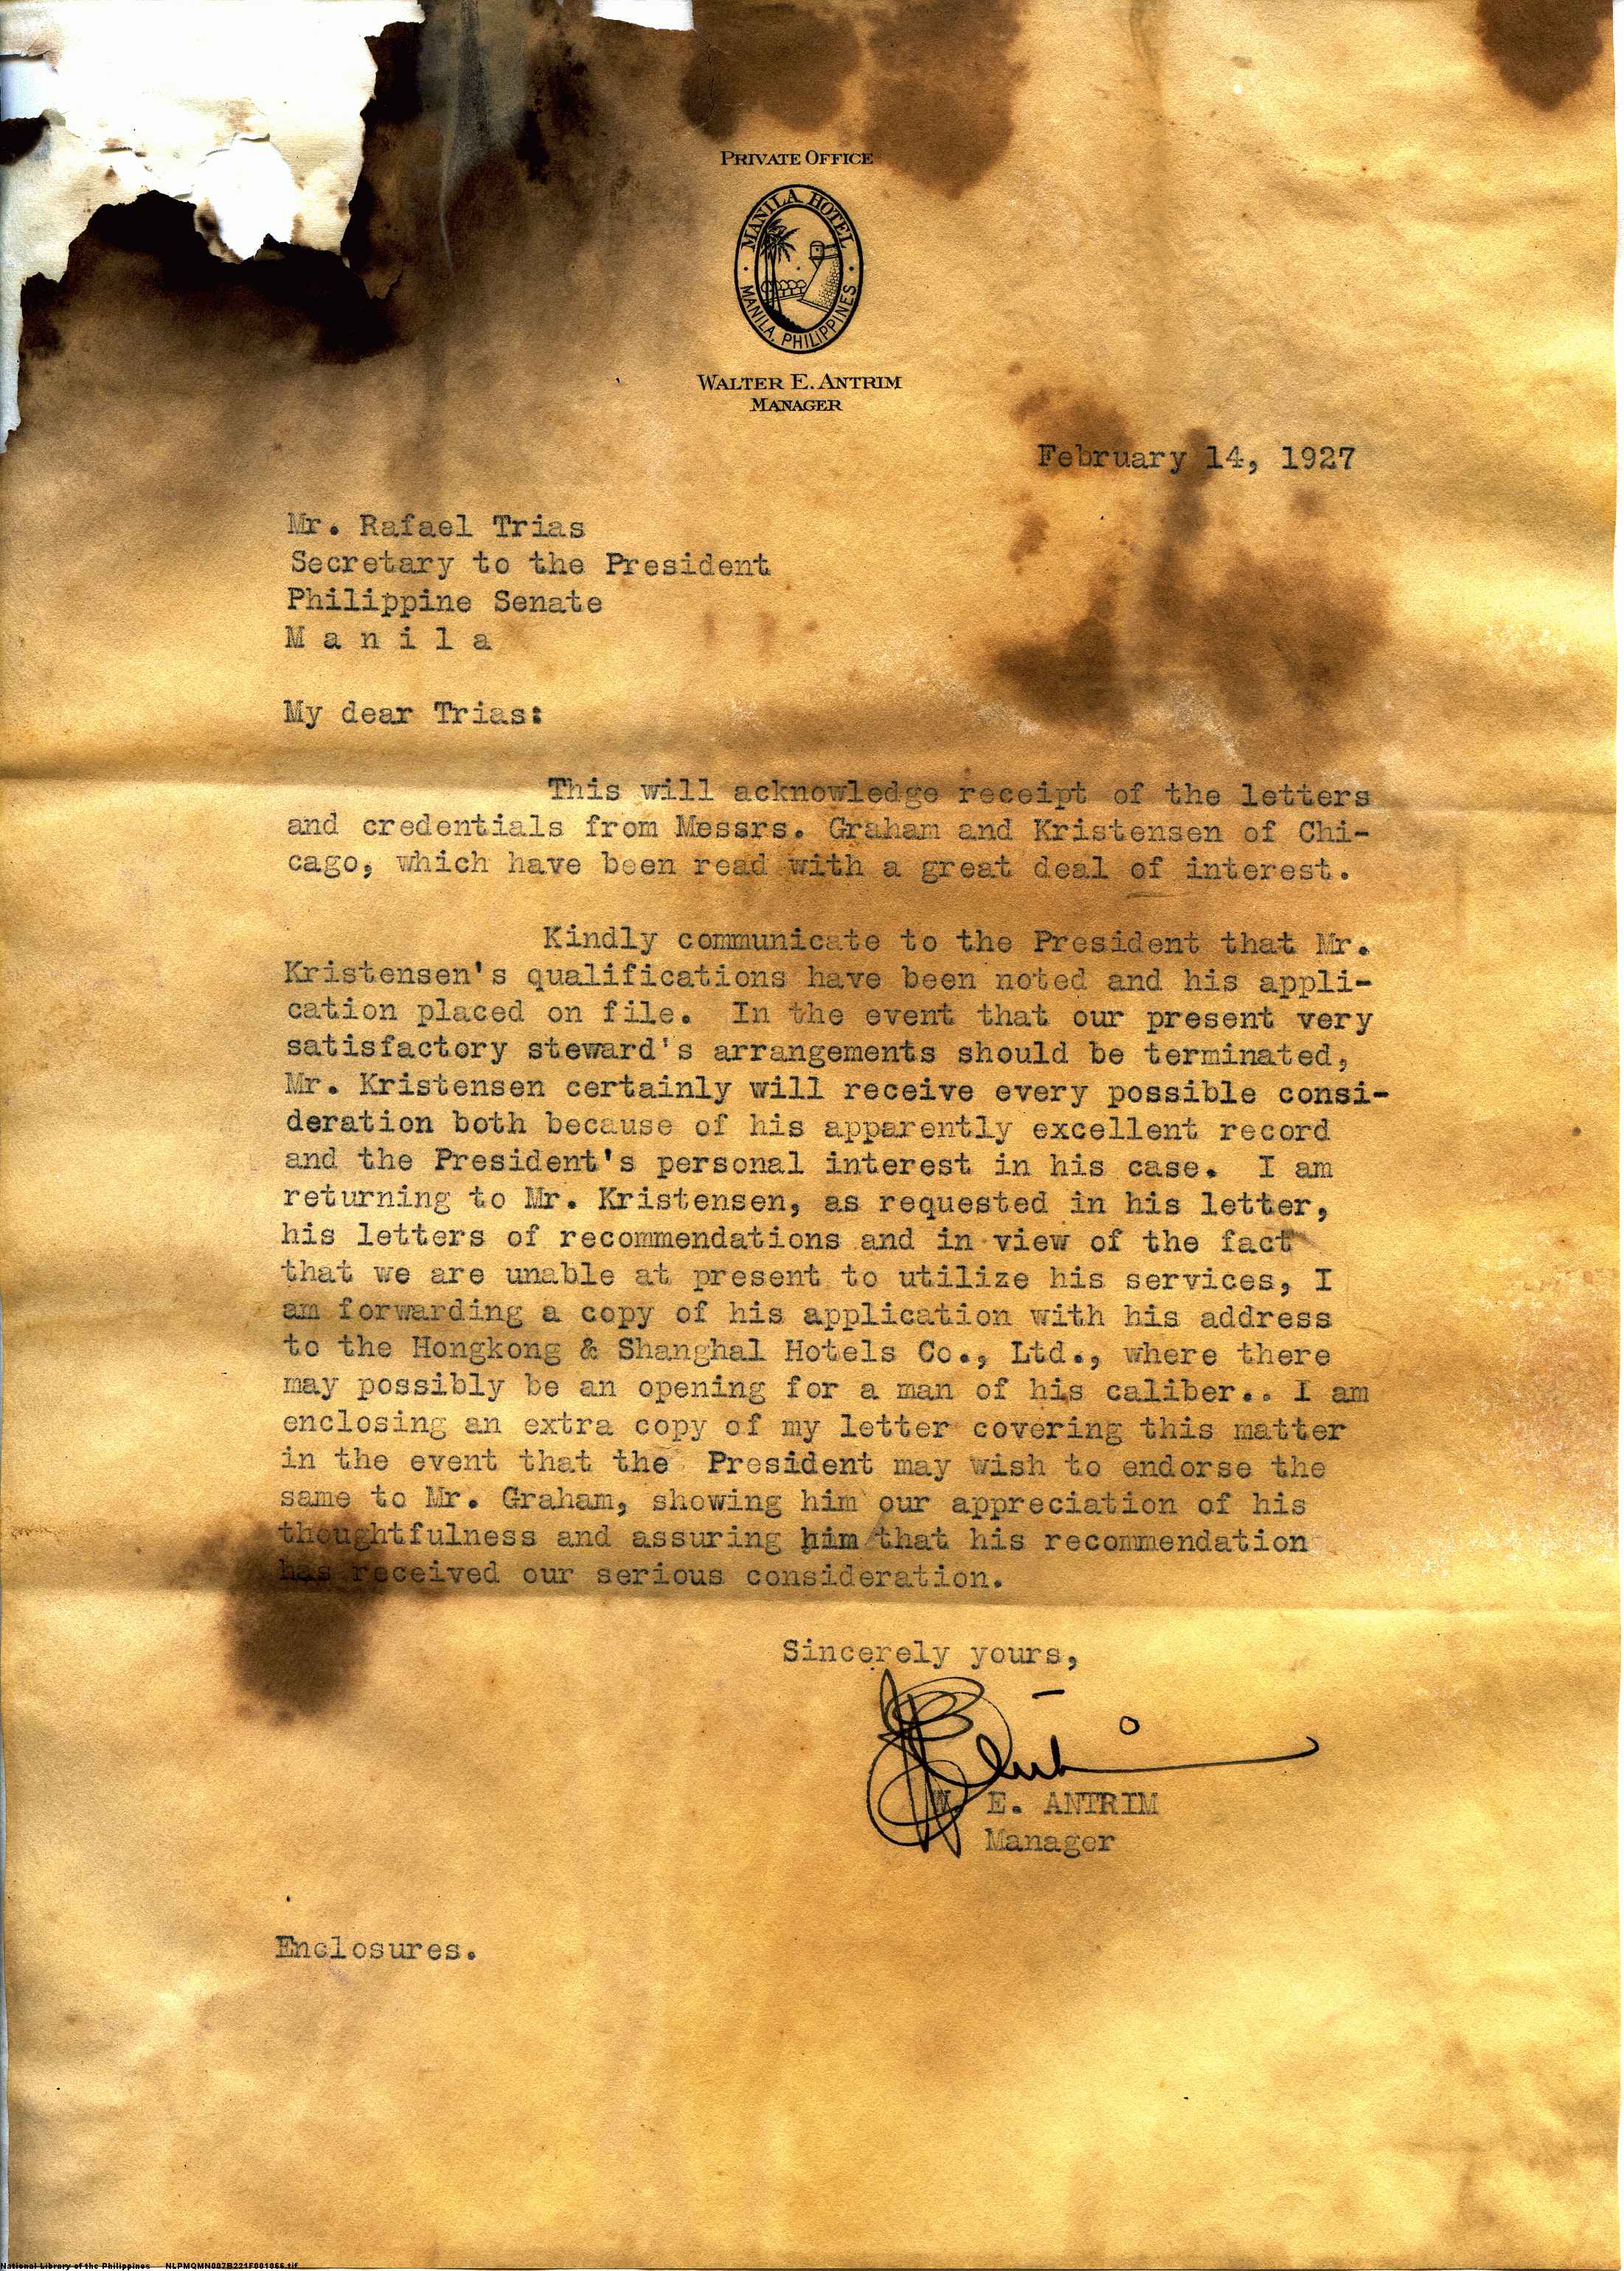 PRIVATE OFFICE
MANILA HOTEL
MANILA, PHILIPPINES
WALTER E. ANTRIM
MANAGER
February 14, 1927
Mr. Rafael Trias
Secretary to the President
Philippine Senate
M a n i l a
My dear Trias:
This will acknowledge receipt of the letters
and credentials from Messrs. Graham and Kristensen of Chi-
cago, which have been read with a great deal of interest.
Kindly communicate to the President that Mr.
Kristensen's qualifications have been noted and his appli-
cation placed on file. In the event that our present very
satisfactory steward's arrangements should be terminated,
Mr. Kristensen certainly will receive every possible consi-
deration both because of his apparently excellent record
and the President's personal interest in his case. I am
returning to Mr. Kristensen, as requested in his letter,
his letters of recommendations and in view of the fact
that we are unable at present to utilize his services, I
am forwarding a copy of his application with his address
to the Hongkong & Shanghal Hotels Co., Ltd., where there
may possibly be an opening for a man of his caliber.. I am
enclosing an extra copy of my letter covering this matter
in the event that the President may wish to endorse the
same to Mr. Graham, showing him our appreciation of his
thoughtfulness and assuring him that his recommendation
has received our serious consideration.
Sincerely yours,
W. E. ANTRIM
Manager
Enclosures.
National Library of the Philippines NLPMQMN007B221F001066.tif